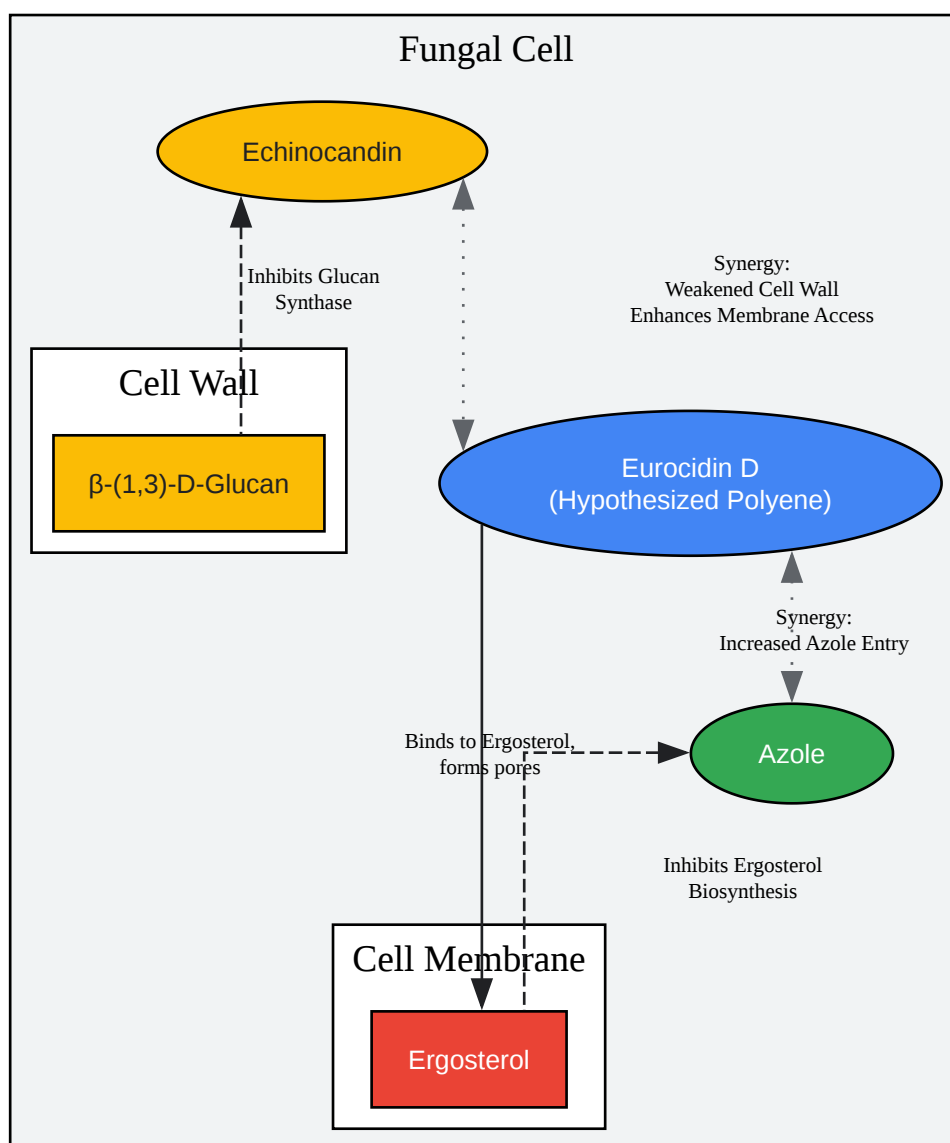 Fungal Cell
Echinocandin
Inhibits Glucan
Synthase
Synergy:
Weakened Cell Wall
Enhances Membrane Access
Cell Wall
β-(1,3)-D-Glucan
Eurocidin D
(Hypothesized Polyene)
Synergy:
Increased Azole Entry
Binds to Ergosterol,
forms pores
Azole
Inhibits Ergosterol
Biosynthesis
Cell Membrane
Ergosterol